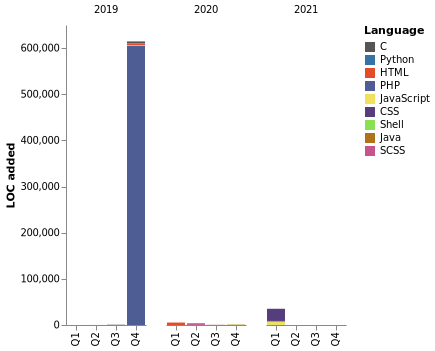 2019 2020 2021
LOC added
600,000
500,000
400,000
300,000
200,000
100,000
0
Q1 Q2 Q3 Q4 Q1 Q2 Q3 Q4 Q1 Q2 Q3 Q4
Language
C
Python
HTML
PHP
JavaScript
CSS
Shell
Java
SCSS